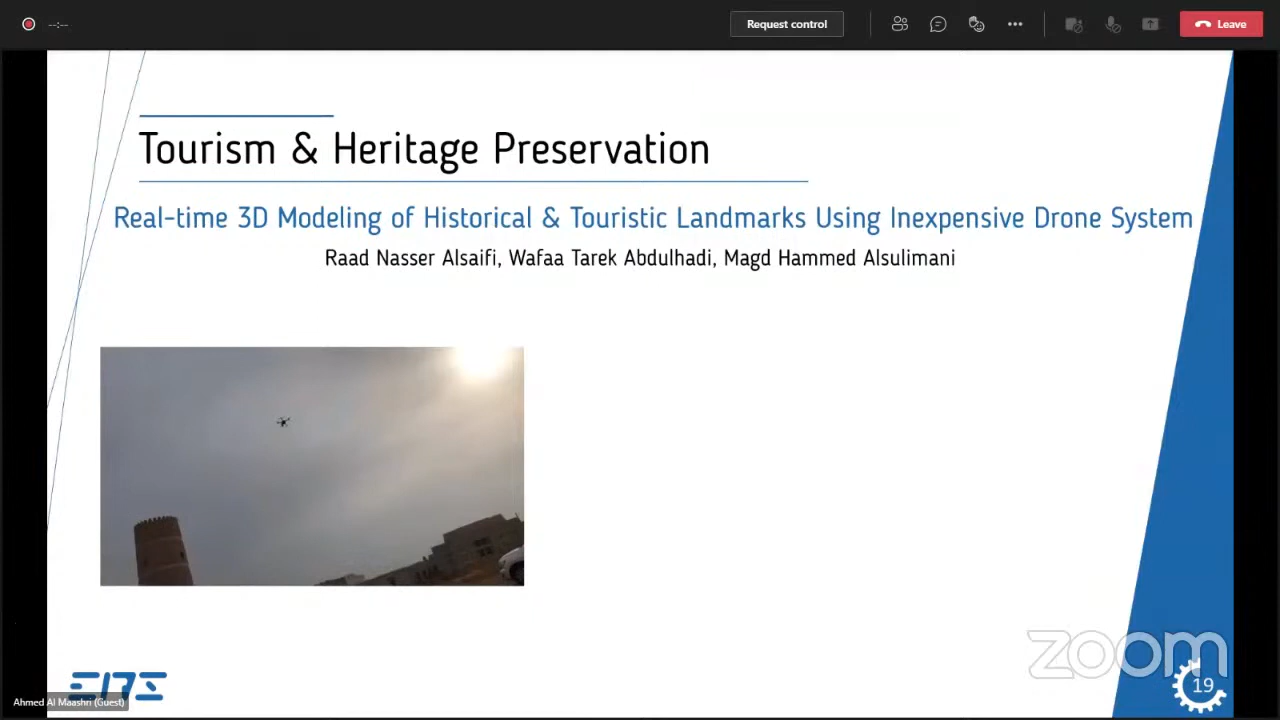 --:--
Request control
Leave
Tourism & Heritage Preservation
Real-time 3D Modeling of Historical & Touristic Landmarks Using Inexpensive Drone System
Raad Nasser Alsaifi, Wafaa Tarek Abdulhadi, Magd Hammed Alsulimani
zoom
19
Ahmed Al Maashri (Guest)